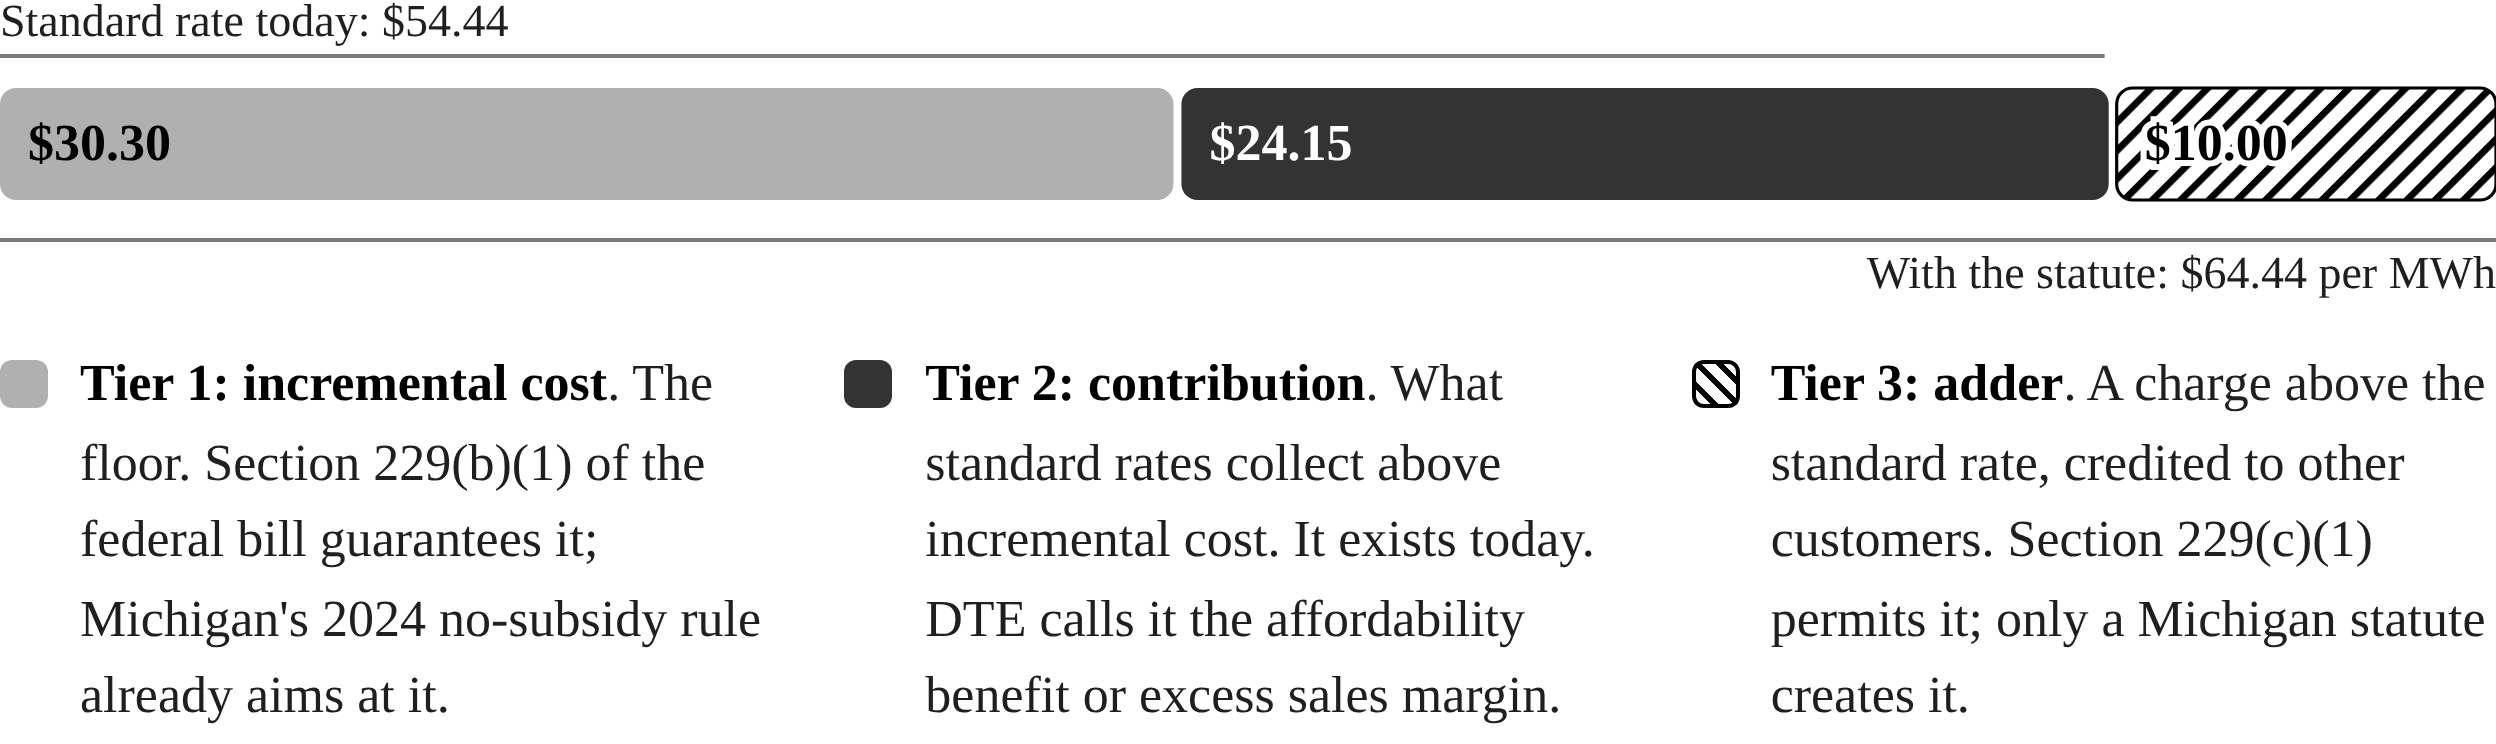 Standard rate today: $54.44
$30.30
$24.15
$10.00
With the statute: $64.44 per MWh
Tier 1: incremental cost. The
floor. Section 229(b)(1) of the
federal bill guarantees it;
Michigan's 2024 no-subsidy rule
already aims at it.
Tier 2: contribution. What
standard rates collect above
incremental cost. It exists today.
DTE calls it the affordability
benefit or excess sales margin.
Tier 3: adder. A charge above the
standard rate, credited to other
customers. Section 229(c)(1)
permits it; only a Michigan statute
creates it.